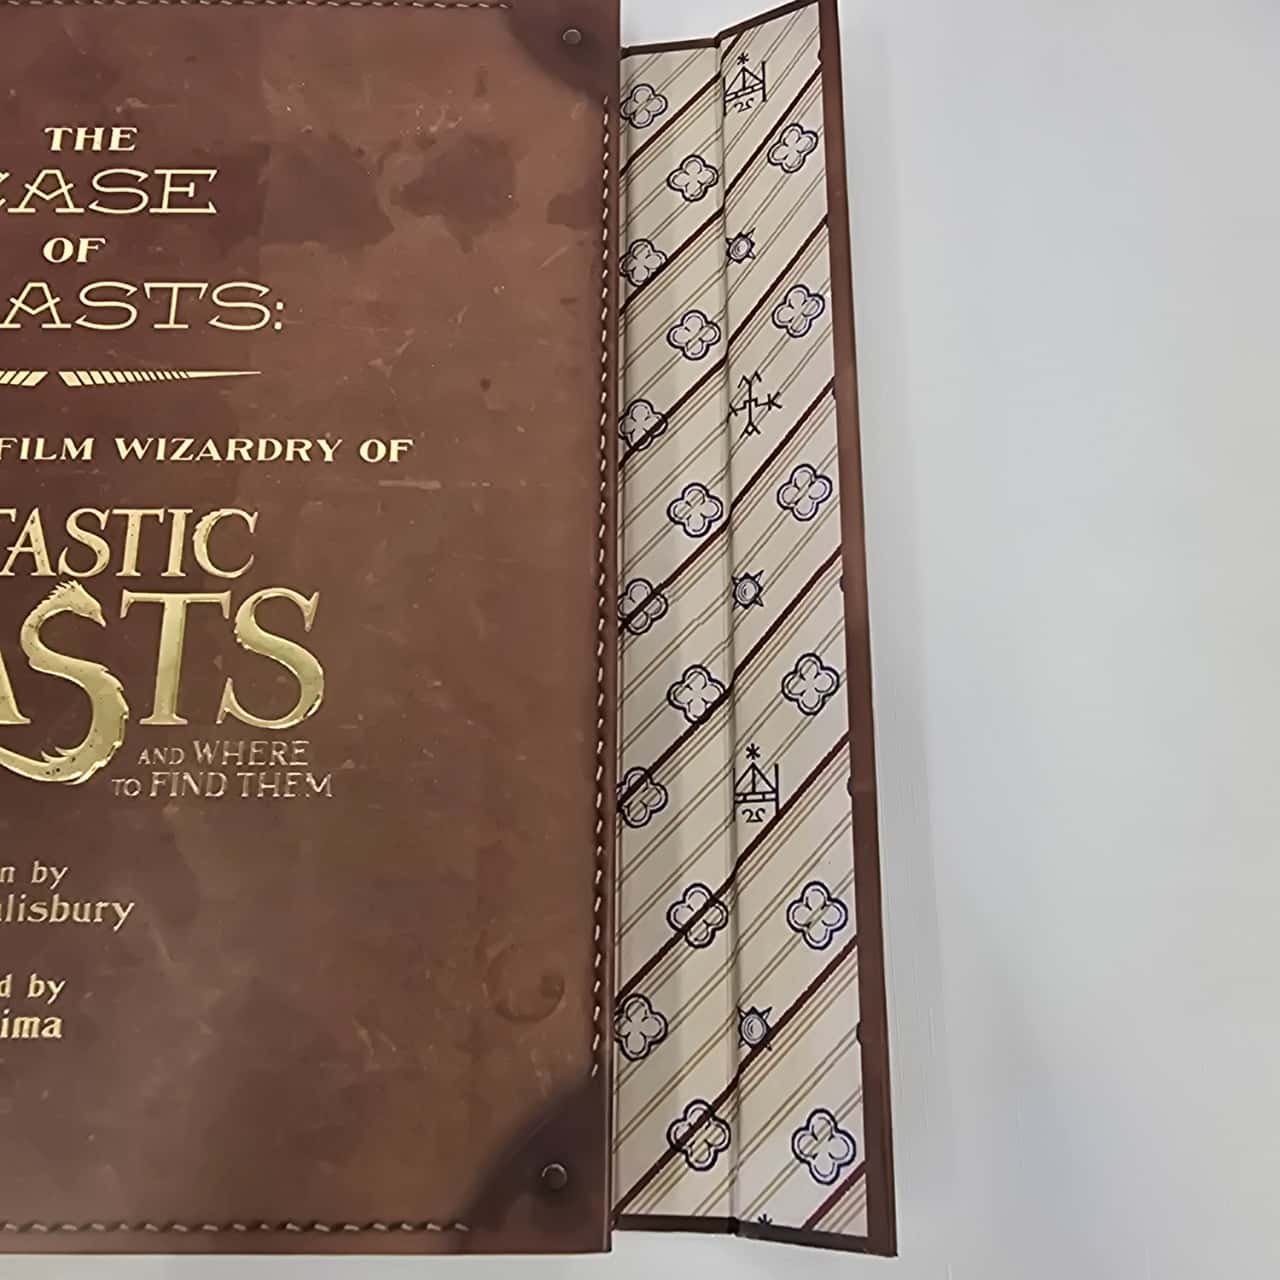 THE
CASE
OF
ASTS:
FILM WIZARDRY OF
TASTIC
ASTS
AND WHERE
TO FIND THEM
n by
alisbury
d by
ima